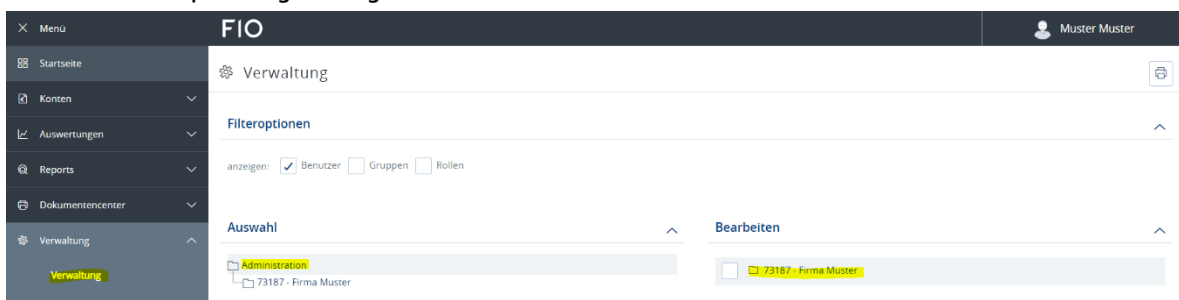 Menü
FIO
Muster Muster
Startseite
Verwaltung
Konten
Filteroptionen
Auswertungen
anzeigen: Benutzer Gruppen Rollen
Reports
Dokumentencenter
Auswahl
Bearbeiten
Verwaltung
Administration
73187 - Firma Muster
Verwaltung
73187 - Firma Muster